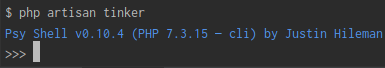 $ php artisan tinker
Psy Shell v0.10.4 (PHP 7.3.15 — cli) by Justin Hileman
>>>